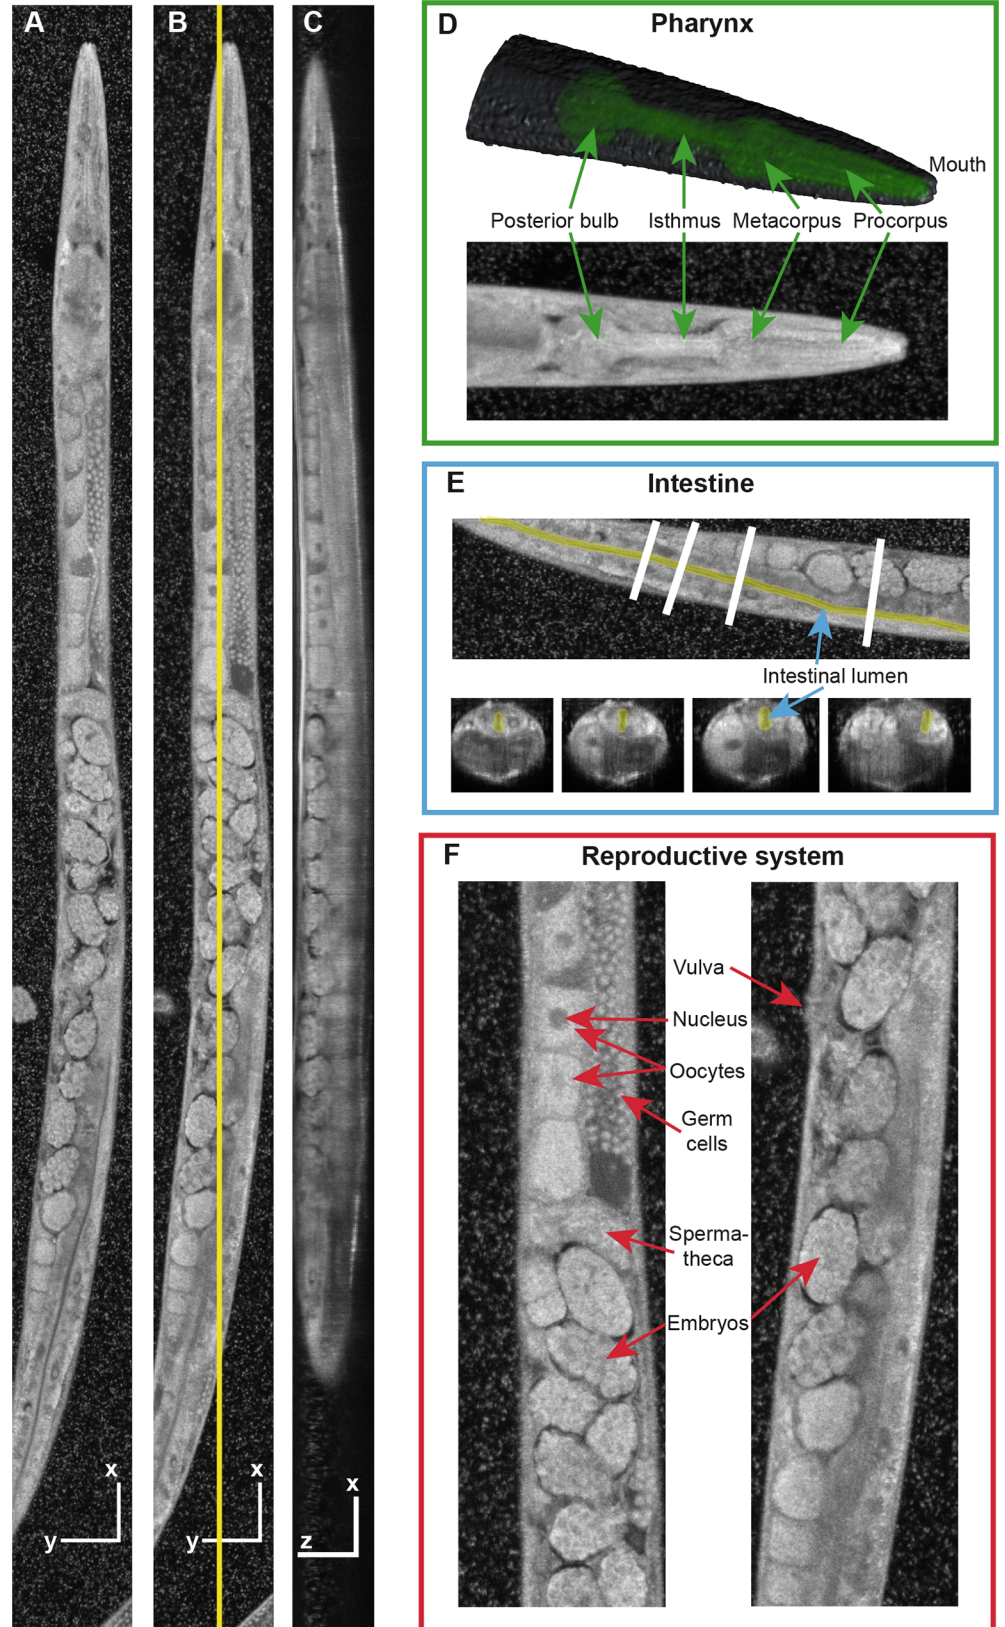 A
B
C
x
y
x
y
x
z
D
Pharynx
Mouth
Posterior bulb
Isthmus
Metacorpus
Procorpus
E
Intestine
Intestinal lumen
F
Reproductive system
Vulva
Nucleus
Oocytes
Germ
cells
Sperma-
theca
Embryos